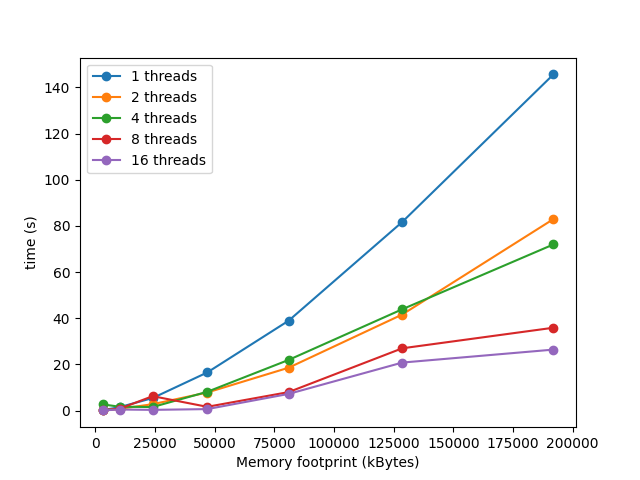 1 threads
2 threads
4 threads
8 threads
16 threads
140
120
100
80
60
40
20
0
time (s)
0 25000 50000 75000 100000 125000 150000 175000 200000
Memory footprint (kBytes)